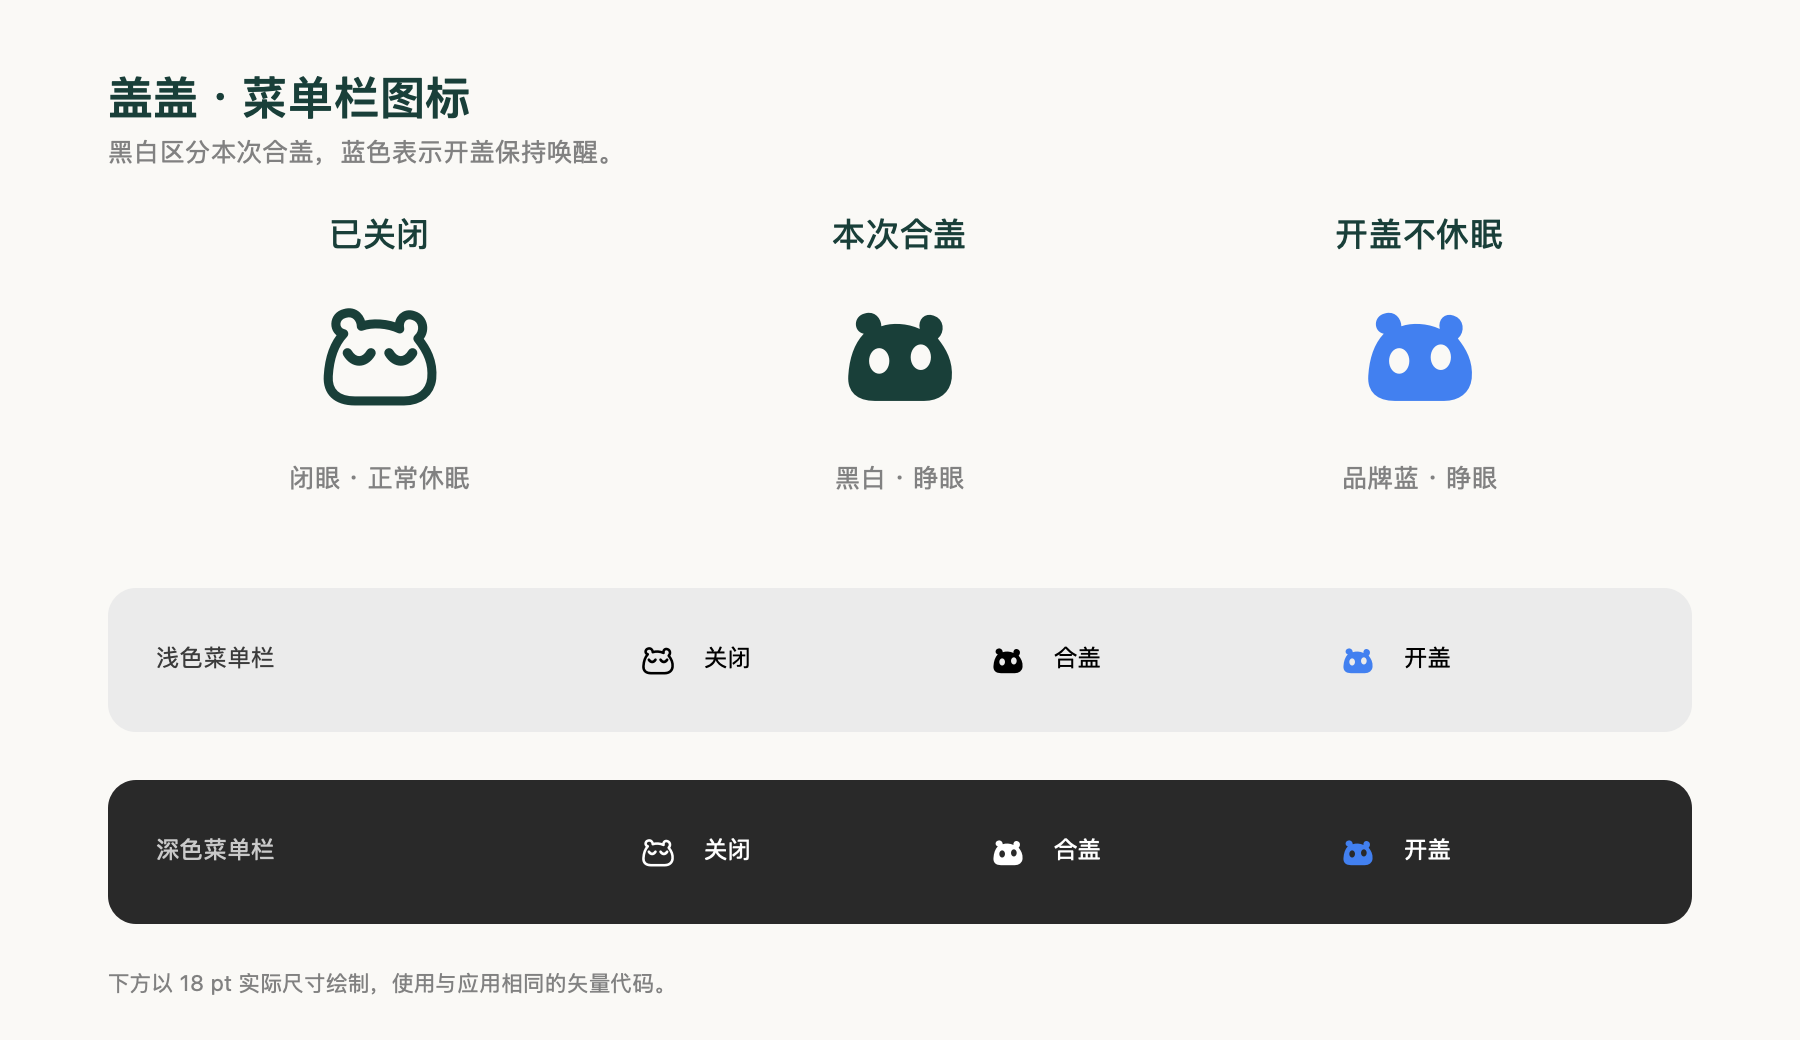 盖盖 · 菜单栏图标
黑白区分本次合盖，蓝色表示开盖保持唤醒。
已关闭
本次合盖
开盖不休眠
闭眼 · 正常休眠
黑白 · 睁眼
品牌蓝 · 睁眼
浅色菜单栏 关闭 合盖 开盖
深色菜单栏 关闭 合盖 开盖
下方以 18 pt 实际尺寸绘制，使用与应用相同的矢量代码。